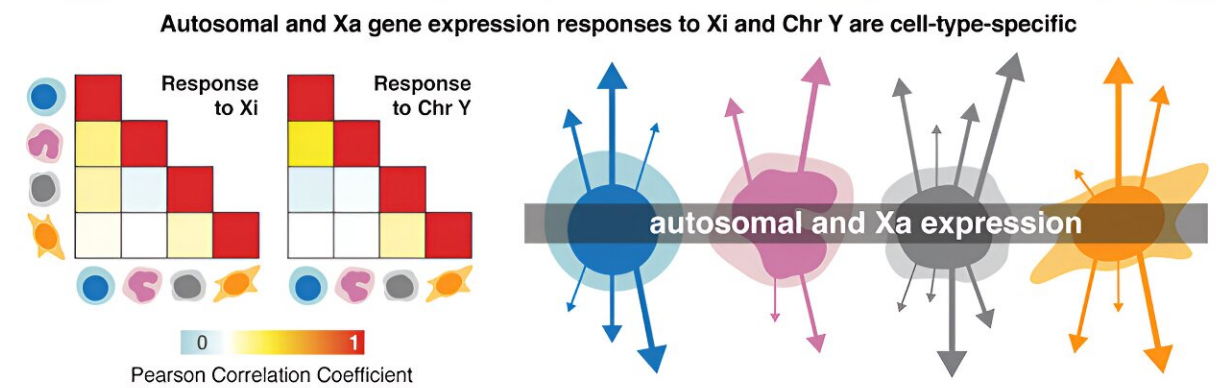 Autosomal and Xa gene expression responses to Xi and Chr Y are cell-type-specific
Response
to Xi
Response
to Chr Y
0
1
Pearson Correlation Coefficient
autosomal and Xa expression